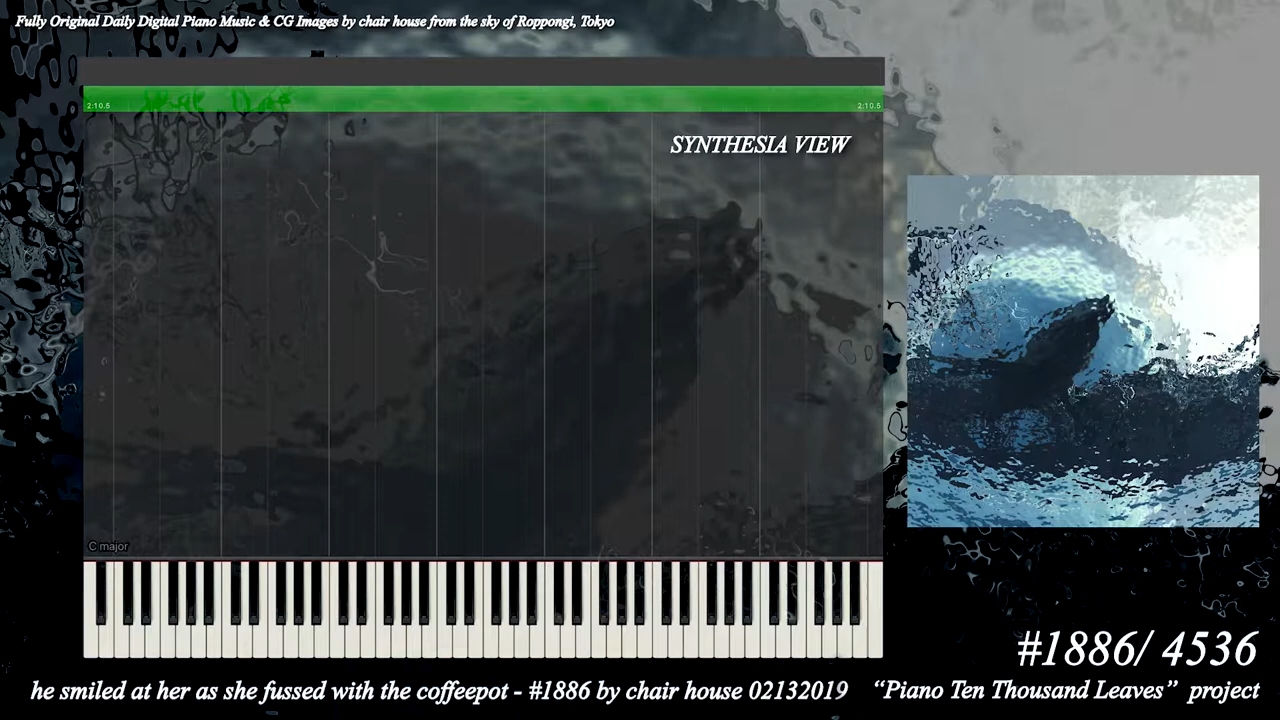 Fully Original Daily Digital Piano Music & CG Images by chair house from the sky of Roppongi, Tokyo
2:10.5 2:10.5
SYNTHESIA VIEW
C major
#1886/ 4536
he smiled at her as she fussed with the coffeepot - #1886 by chair house 02132019 “Piano Ten Thousand Leaves” project